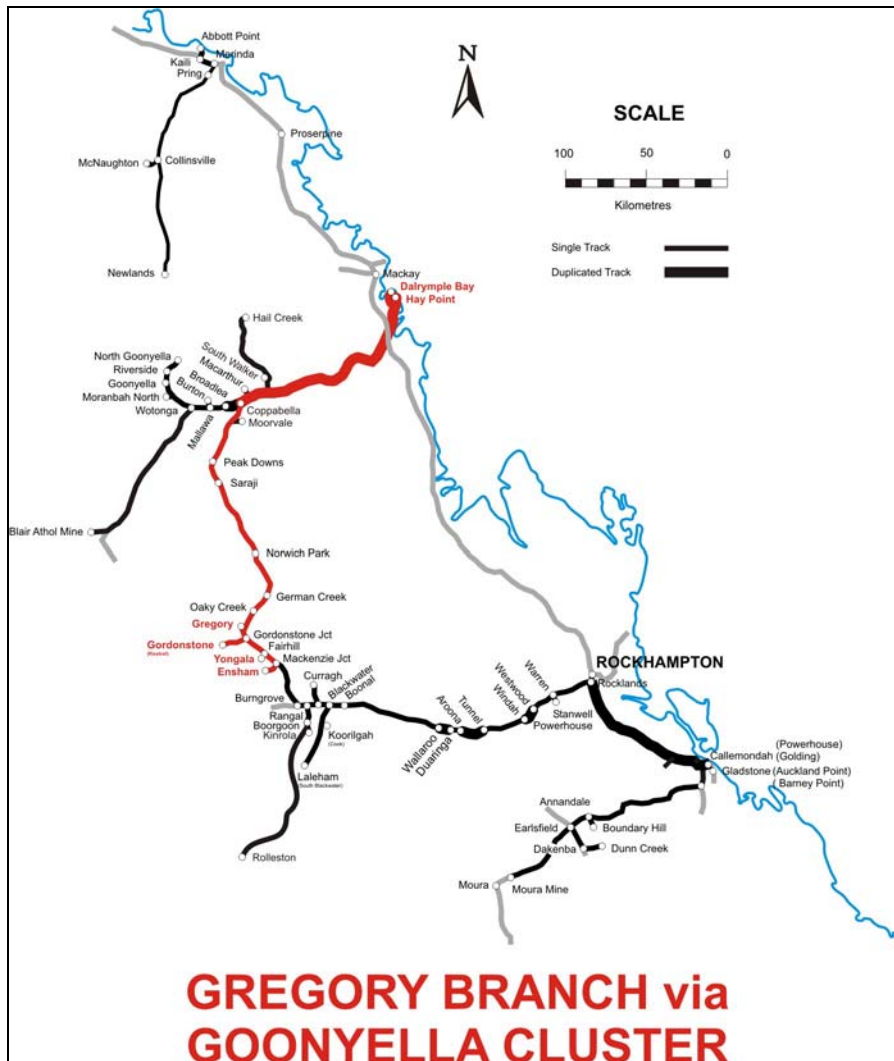 Abbott Point
Kaili
Merinda
Pring
N
SCALE
100 50 0
Kilometres
Single Track
Duplicated Track
Proserpine
McNaughton
Collinsville
Newlands
Mackay
Dalrymple Bay
Hay Point
Hail Creek
North Goonyella
Riverside
Goonyella
Moranbah North
Wotonga
South Walker
Macarthur
Broadlea
Burton
Mallawa
Coppabella
Moorvale
Peak Downs
Saraji
Blair Athol Mine
Norwich Park
German Creek
Oaky Creek
Gregory
Gordonstone Jct
Gordonstone
Fairhill
Yongala
Mackenzie Jct
Ensham
Curragh
Burngrove
Blackwater
Boonal
Rangal
Boorgoon
Kinrola
Koorilgah
(Cook)
Laleham
(South Blackwater)
Rolleston
Wallaroo
Duaringa
Aroona
Tunnel
Windah
Westwood
Warren
Stanwell
Powerhouse
ROCKHAMPTON
Rocklands
Callemondah (Powerhouse)
(Golding)
Gladstone (Auckland Point)
( Barney Point)
Annandale
Earlsfield
Boundary Hill
Dakenba
Dunn Creek
Moura
Moura Mine
GREGORY BRANCH via
GOONYELLA CLUSTER